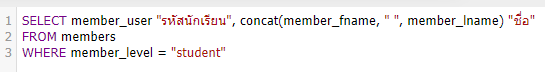 1 SELECT member_user "รหัสนักเรียน", concat(member_fname, " ", member_lname) "ชื่อ"
2 FROM members
3 WHERE member_level = "student"